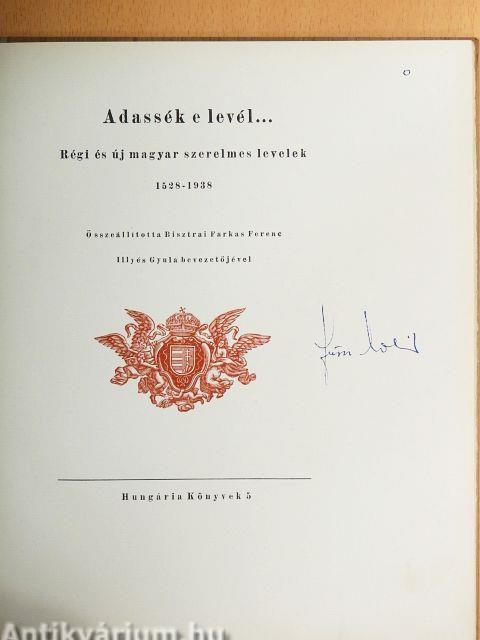 Adassék e levél...
Régi és új magyar szerelmes levelek
1528-1938
Összeállította Bisztrai Farkas Ferenc
Illyés Gyula bevezetőjével
Hungária Könyvek 5
Antikvárium.hu